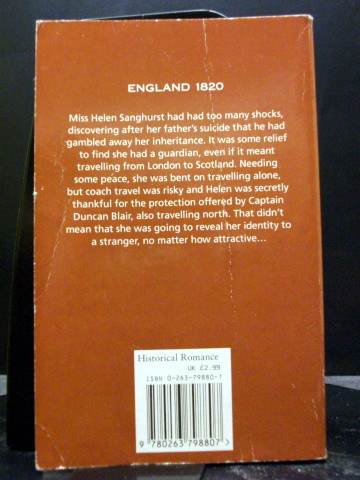 ENGLAND 1820
Miss Helen Sanghurst had had too many shocks,
discovering after her father's suicide that he had
gambled away her inheritance. It was some relief
to find she had a guardian, even if it meant
travelling from London to Scotland. Needing
some peace, she was bent on travelling alone,
but coach travel was risky and Helen was secretly
thankful for the protection offered by Captain
Duncan Blair, also travelling north. That didn't
mean that she was going to reveal her identity to
a stranger, no matter how attractive...
Historical Romance
UK £2.99
ISBN 0-263-79880-1
9 780263 798807 >